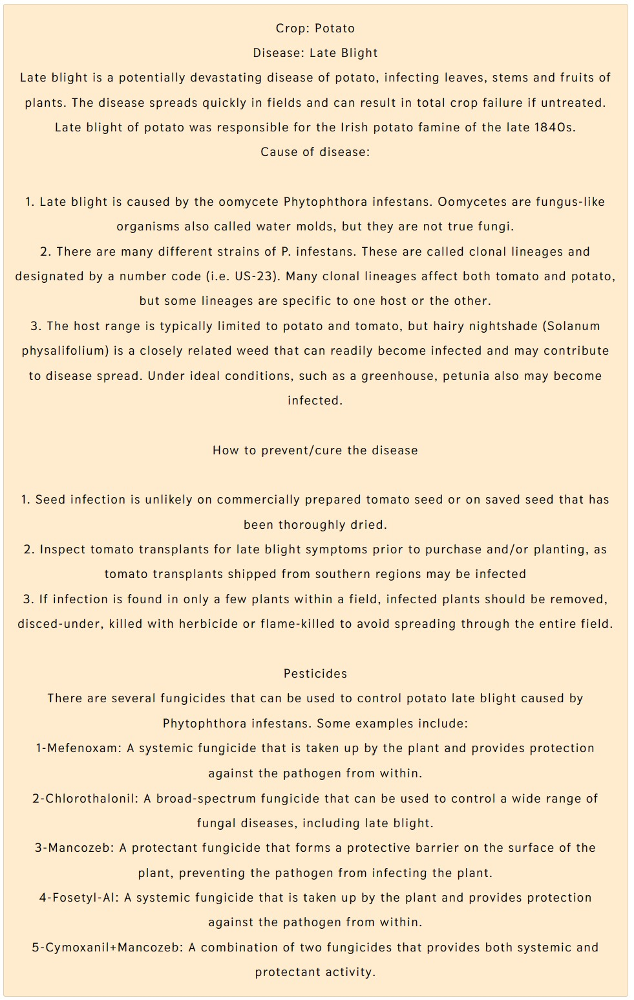 Crop: Potato
Disease: Late Blight
Late blight is a potentially devastating disease of potato, infecting leaves, stems and fruits of
plants. The disease spreads quickly in fields and can result in total crop failure if untreated.
Late blight of potato was responsible for the Irish potato famine of the late 1840s.
Cause of disease:
1. Late blight is caused by the oomycete Phytophthora infestans. Oomycetes are fungus-like
organisms also called water molds, but they are not true fungi.
2. There are many different strains of P. infestans. These are called clonal lineages and
designated by a number code (i.e. US-23). Many clonal lineages affect both tomato and potato,
but some lineages are specific to one host or the other.
3. The host range is typically limited to potato and tomato, but hairy nightshade (Solanum
physalifolium) is a closely related weed that can readily become infected and may contribute
to disease spread. Under ideal conditions, such as a greenhouse, petunia also may become
infected.
How to prevent/cure the disease
1. Seed infection is unlikely on commercially prepared tomato seed or on saved seed that has
been thoroughly dried.
2. Inspect tomato transplants for late blight symptoms prior to purchase and/or planting, as
tomato transplants shipped from southern regions may be infected
3. If infection is found in only a few plants within a field, infected plants should be removed,
disced-under, killed with herbicide or flame-killed to avoid spreading through the entire field.
Pesticides
There are several fungicides that can be used to control potato late blight caused by
Phytophthora infestans. Some examples include:
1-Mefenoxam: A systemic fungicide that is taken up by the plant and provides protection
against the pathogen from within.
2-Chlorothalonil: A broad-spectrum fungicide that can be used to control a wide range of
fungal diseases, including late blight.
3-Mancozeb: A protectant fungicide that forms a protective barrier on the surface of the
plant, preventing the pathogen from infecting the plant.
4-Fosetyl-Al: A systemic fungicide that is taken up by the plant and provides protection
against the pathogen from within.
5-Cymoxanil+Mancozeb: A combination of two fungicides that provides both systemic and
protectant activity.